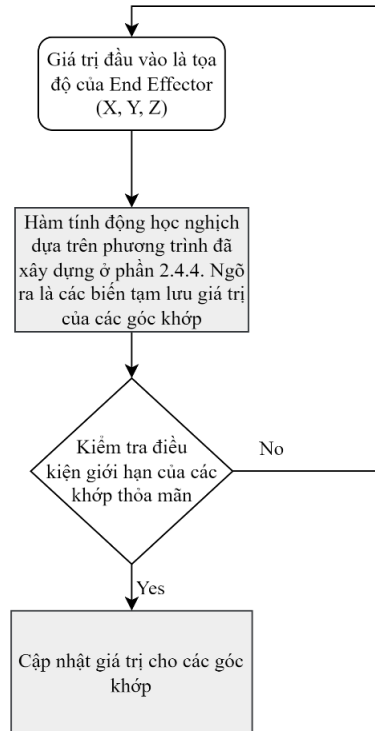 Giá trị đầu vào là tọa
độ của End Effector
(X, Y, Z)
Hàm tính động học nghịch
dựa trên phương trình đã
xây dựng ở phần 2.4.4. Ngõ
ra là các biến tạm lưu giá trị
của các góc khớp
Kiểm tra điều
kiện giới hạn của các
khớp thỏa mãn
No
Yes
Cập nhật giá trị cho các góc
khớp